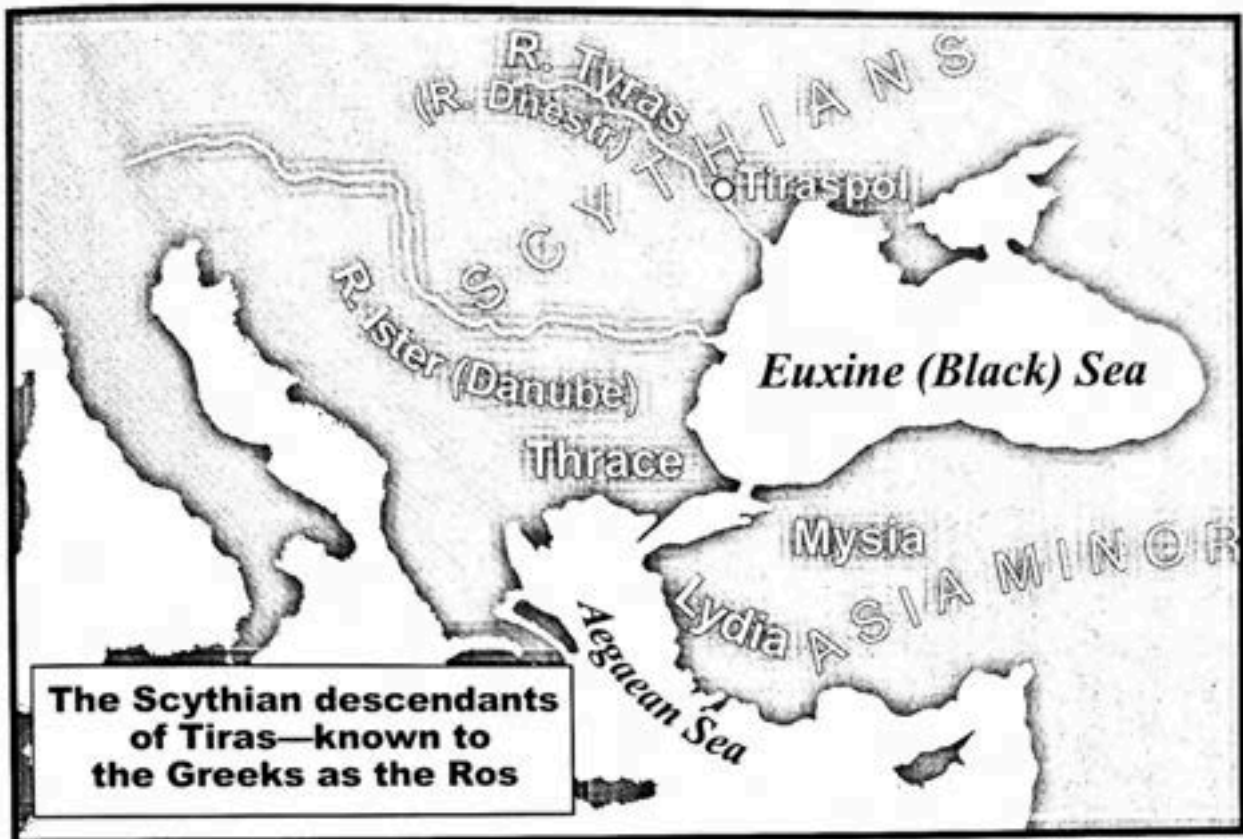 R. Tyras
(R. Dnestr)
SCYTHIANS
Tiraspol
R. Ister (Danube)
Euxine (Black) Sea
Thrace
Mysia
ASIA MINOR
Lydia
Aegaean Sea
The Scythian descendants
of Tiras—known to
the Greeks as the Ros